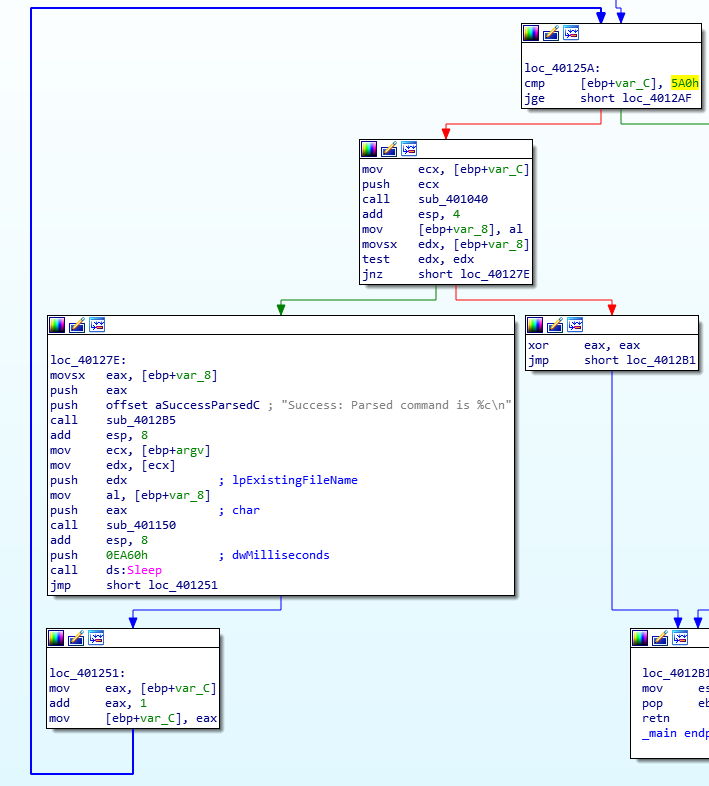 loc_40125A:
cmp [ebp+var_C], 5A0h
jge short loc_4012AF
mov ecx, [ebp+var_C]
push ecx
call sub_401040
add esp, 4
mov [ebp+var_8], al
movsx edx, [ebp+var_8]
test edx, edx
jnz short loc_40127E
loc_40127E:
movsx eax, [ebp+var_8]
push eax
push offset aSuccessParsedC ; "Success: Parsed command is %c\n"
call sub_4012B5
add esp, 8
mov ecx, [ebp+argv]
mov edx, [ecx]
push edx ; lpExistingFileName
mov al, [ebp+var_8]
push eax ; char
call sub_401150
add esp, 8
push 0EA60h ; dwMilliseconds
call ds:Sleep
jmp short loc_401251
xor eax, eax
jmp short loc_4012B1
loc_401251:
mov eax, [ebp+var_C]
add eax, 1
mov [ebp+var_C], eax
loc_4012B1
mov es
pop eb
retn
_main endp